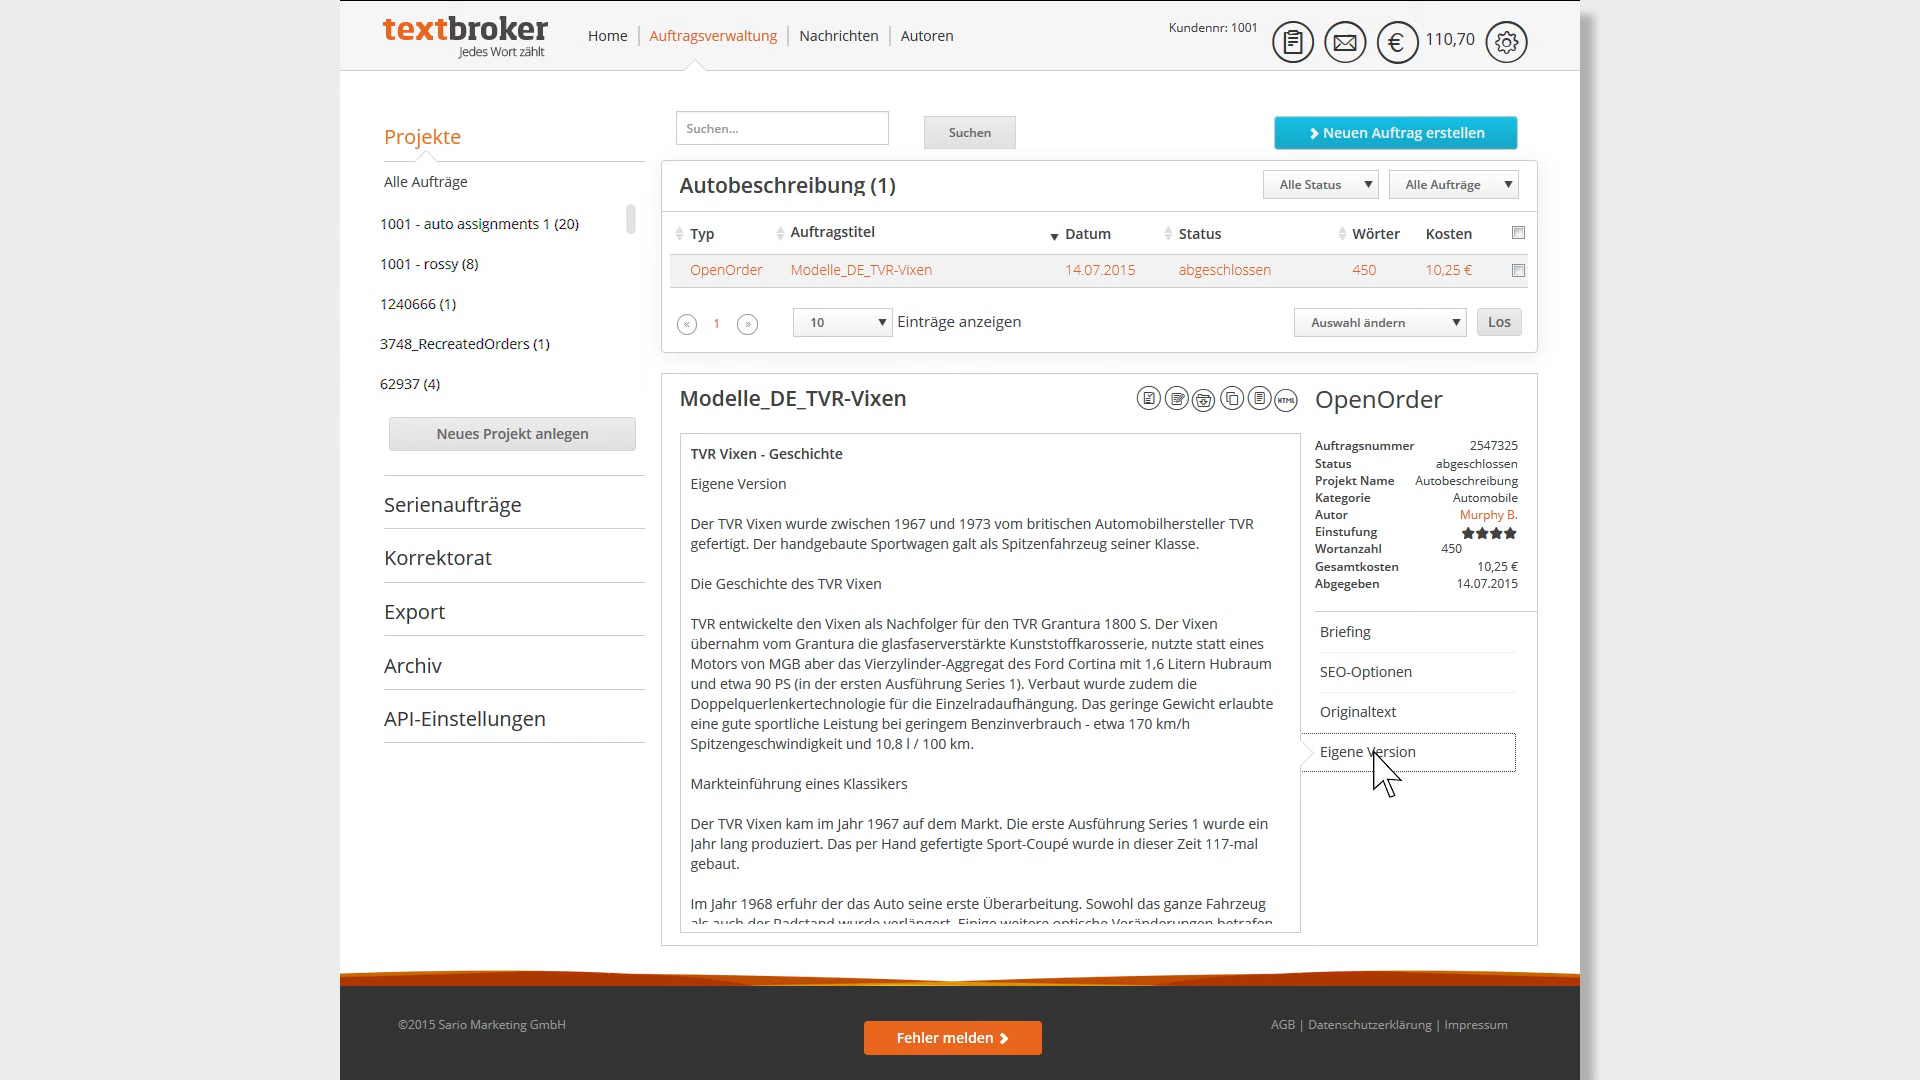 textbroker
Jedes Wort zählt
Home
Auftragsverwaltung
Nachrichten
Autoren
Kundennr: 1001
110,70
Projekte
Alle Aufträge
1001 - auto assignments 1 (20)
1001 - rossy (8)
1240666 (1)
3748_RecreatedOrders (1)
62937 (4)
Neues Projekt anlegen
Serienaufträge
Korrektorat
Export
Archiv
API-Einstellungen
Suchen...
Suchen
Neuen Auftrag erstellen
Autobeschreibung (1)
Alle Status
Alle Aufträge
Typ Auftragstitel Datum Status Wörter Kosten
OpenOrder Modelle_DE_TVR-Vixen 14.07.2015 abgeschlossen 450 10,25 €
« 1 » 10 Einträge anzeigen
Auswahl ändern
Los
Modelle_DE_TVR-Vixen
HTML
TVR Vixen - Geschichte
Eigene Version
Der TVR Vixen wurde zwischen 1967 und 1973 vom britischen Automobilhersteller TVR
gefertigt. Der handgebaute Sportwagen galt als Spitzenfahrzeug seiner Klasse.
Die Geschichte des TVR Vixen
TVR entwickelte den Vixen als Nachfolger für den TVR Grantura 1800 S. Der Vixen
übernahm vom Grantura die glasfaserverstärkte Kunststoffkarosserie, nutzte statt eines
Motors von MGB aber das Vierzylinder-Aggregat des Ford Cortina mit 1,6 Litern Hubraum
und etwa 90 PS (in der ersten Ausführung Series 1). Verbaut wurde zudem die
Doppelquerlenkertechnologie für die Einzelradaufhängung. Das geringe Gewicht erlaubte
eine gute sportliche Leistung bei geringem Benzinverbrauch - etwa 170 km/h
Spitzengeschwindigkeit und 10,8 l / 100 km.
Markteinführung eines Klassikers
Der TVR Vixen kam im Jahr 1967 auf dem Markt. Die erste Ausführung Series 1 wurde ein
Jahr lang produziert. Das per Hand gefertigte Sport-Coupé wurde in dieser Zeit 117-mal
gebaut.
Im Jahr 1968 erfuhr der das Auto seine erste Überarbeitung. Sowohl das ganze Fahrzeug
als auch der Radstand wurde verlängert. Einige weitere optische Veränderungen betrafen
OpenOrder
Auftragsnummer 2547325
Status abgeschlossen
Projekt Name Autobeschreibung
Kategorie Automobile
Autor Murphy B.
Einstufung
Wortanzahl 450
Gesamtkosten 10,25 €
Abgegeben 14.07.2015
Briefing
SEO-Optionen
Originaltext
Eigene Version
©2015 Sario Marketing GmbH
Fehler melden
AGB | Datenschutzerklärung | Impressum